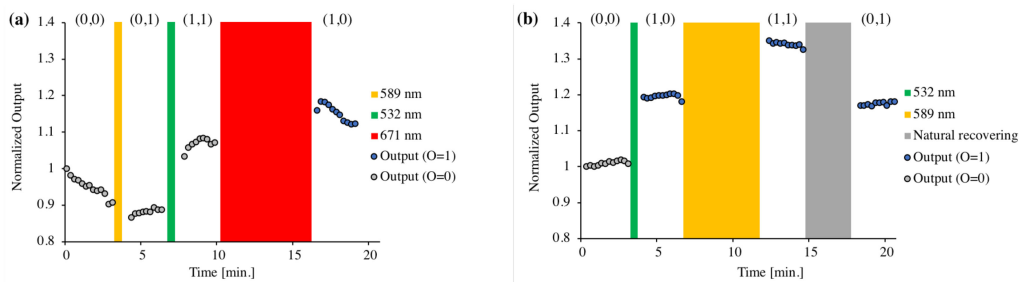 (a)
(0,0) (0,1) (1,1) (1,0)
1.4
1.3
1.2
1.1
1
0.9
0.8
Normalized Output
0 5 10 15 20
Time [min.]
589 nm
532 nm
671 nm
Output (O=1)
Output (O=0)
(b)
(0,0) (1,0) (1,1) (0,1)
1.4
1.3
1.2
1.1
1
0.9
0.8
Normalized Output
0 5 10 15 20
Time [min.]
532 nm
589 nm
Natural recovering
Output (O=1)
Output (O=0)